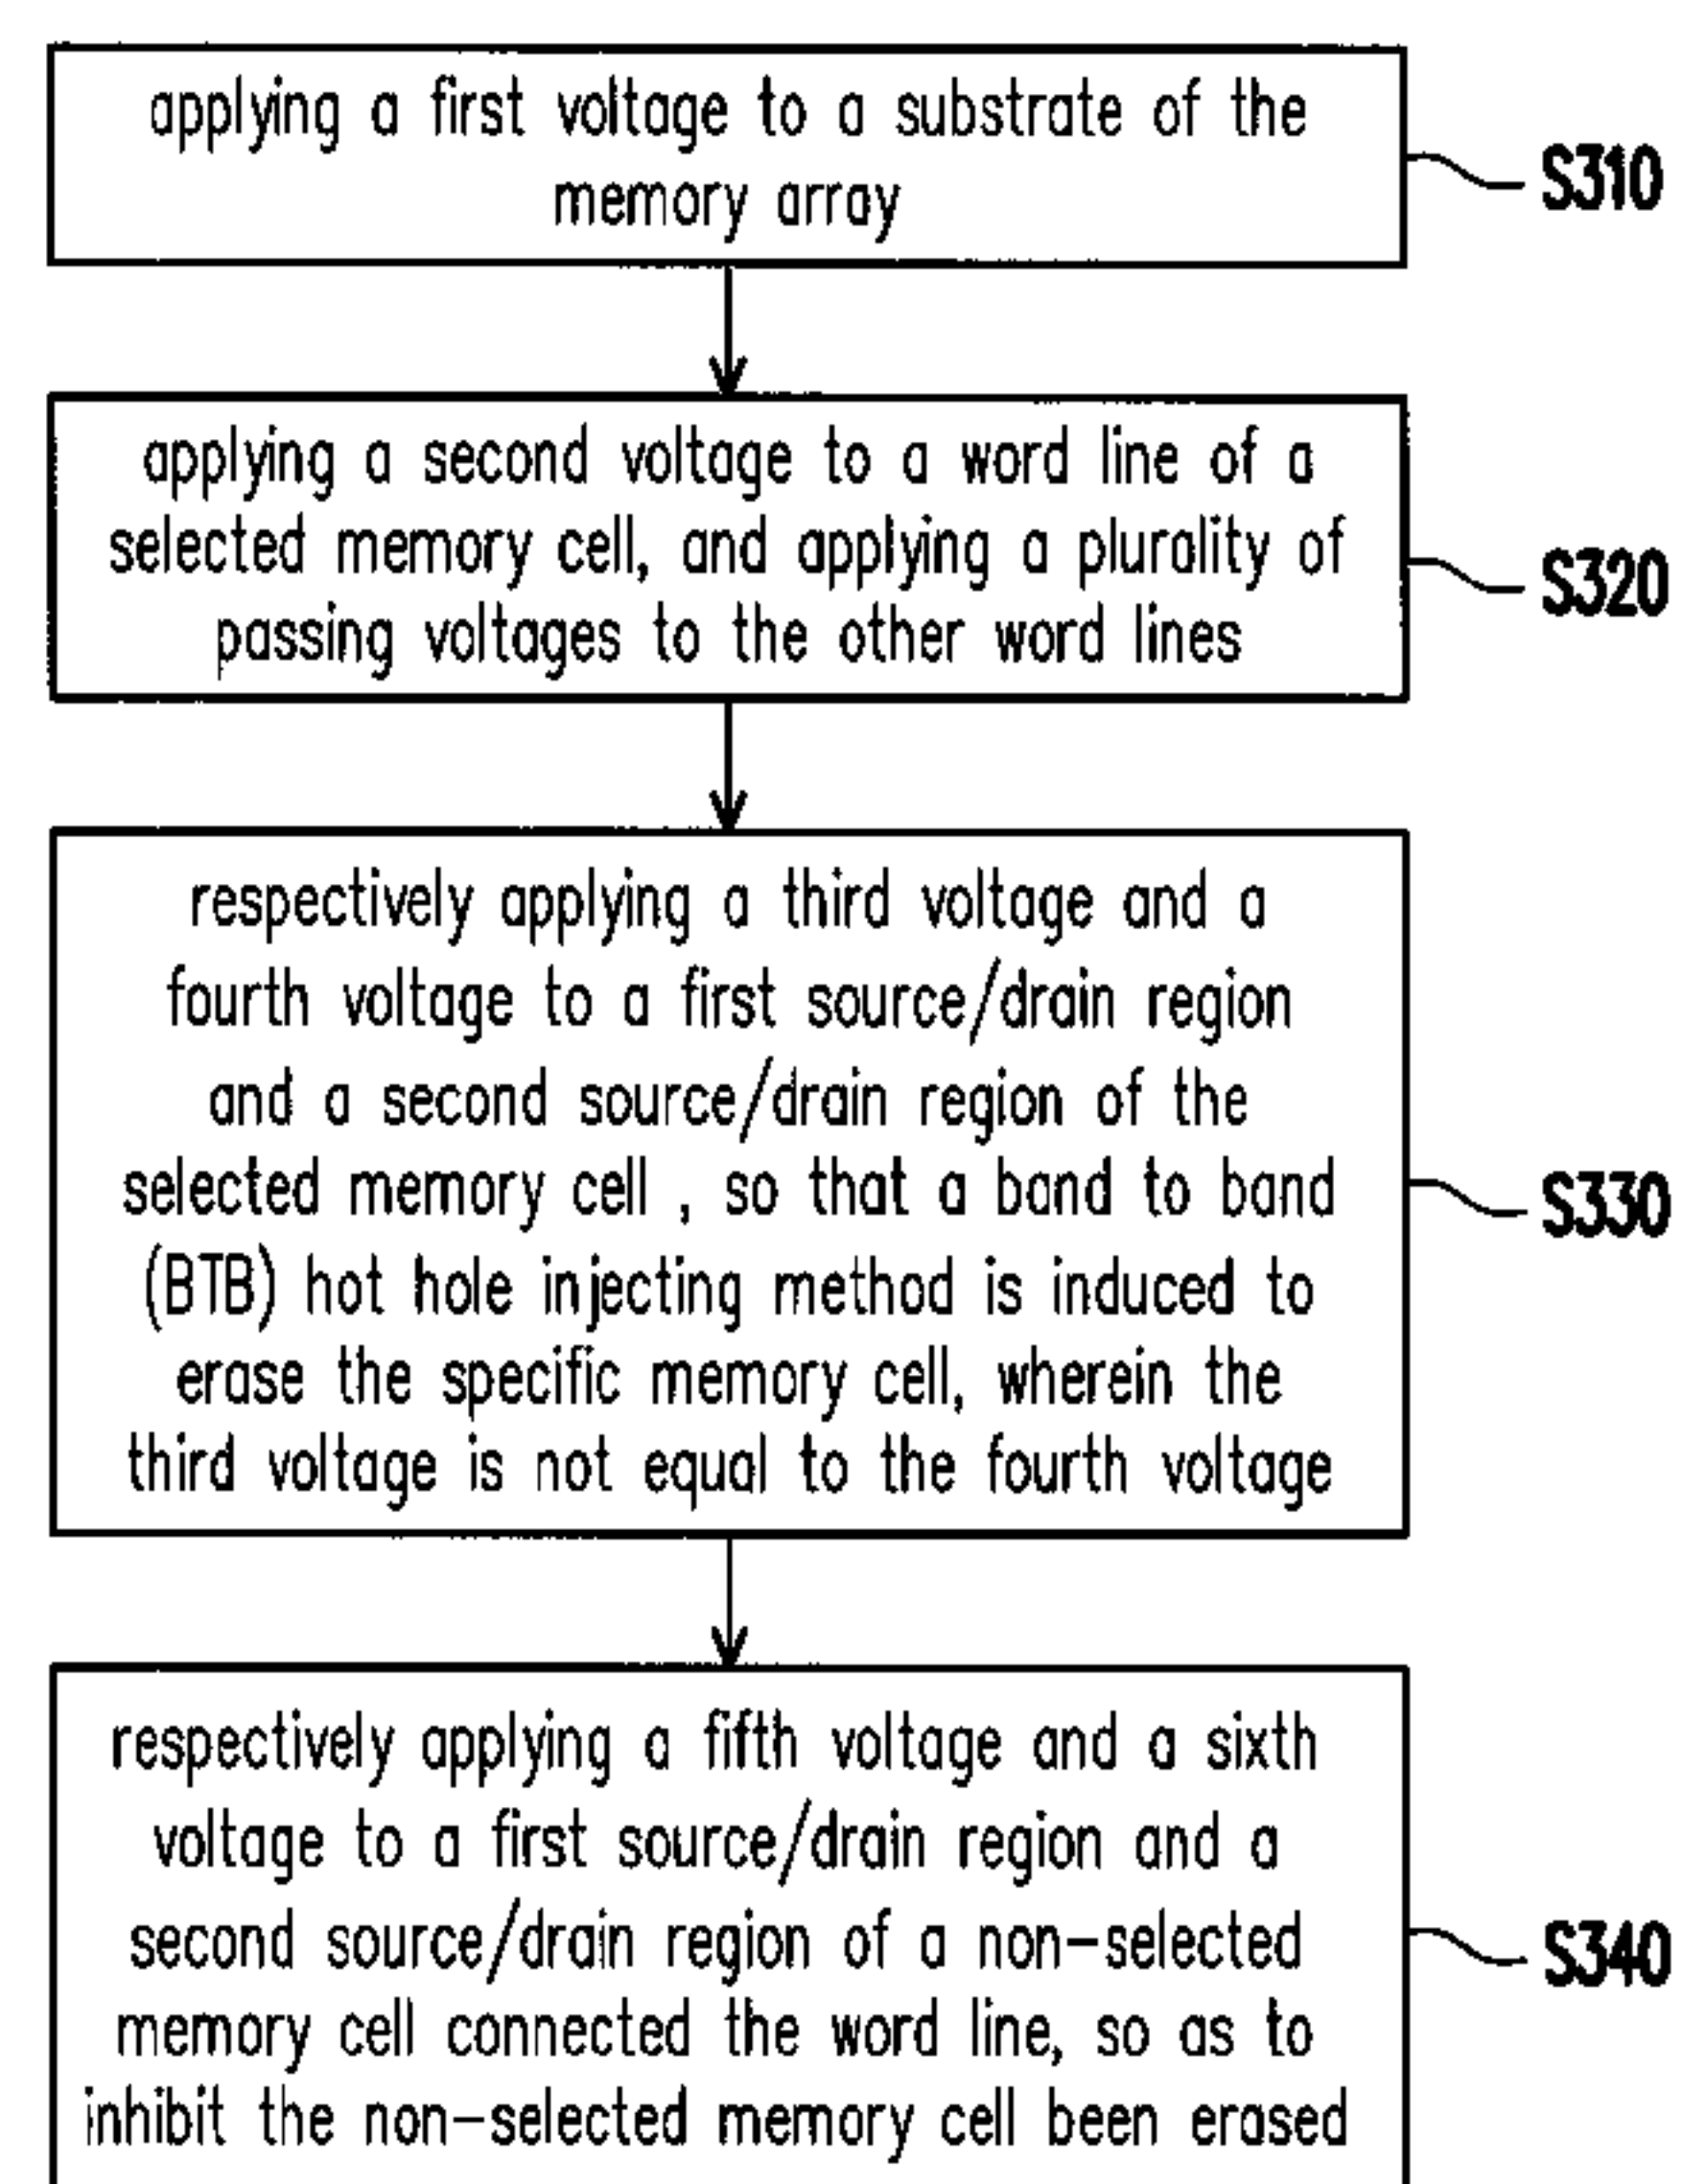 applying a first voltage to a substrate of the
memory array
S310
applying a second voltage to a word line of a
selected memory cell, and applying a plurality of
passing voltages to the other word lines
S320
respectively applying a third voltage and a
fourth voltage to a first source/drain region
and a second source/drain region of the
selected memory cell , so that a band to band
(BTB) hot hole injecting method is induced to
erase the specific memory cell, wherein the
third voltage is not equal to the fourth voltage
S330
respectively applying a fifth voltage and a sixth
voltage to a first source/drain region and a
second source/drain region of a non-selected
memory cell connected the word line, so as to
inhibit the non-selected memory cell been erased
S340